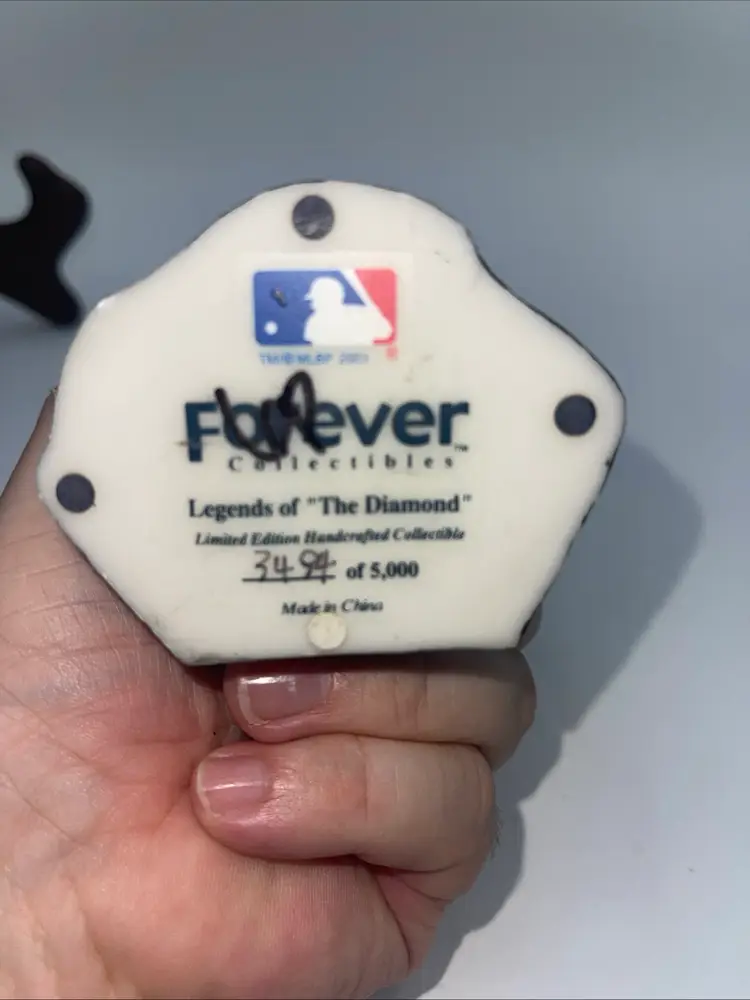 TM/© MLBP 2001
Forever™
Collectibles
Legends of "The Diamond"
Limited Edition Handcrafted Collectible
3494 of 5,000
Made in China